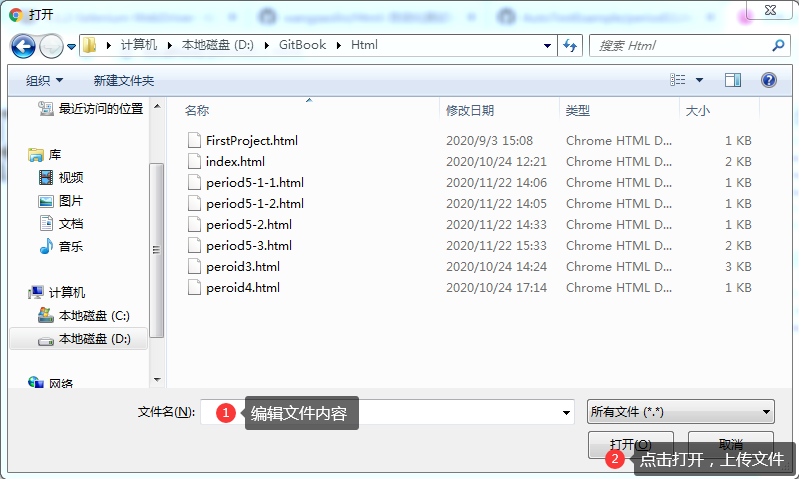 打开
计算机 本地磁盘 (D:) GitBook Html
搜索 Html
组织 新建文件夹
名称 修改日期 类型 大小
最近访问的位置
库
视频
图片
文档
音乐
计算机
本地磁盘 (C:)
本地磁盘 (D:)
网络
FirstProject.html 2020/9/3 15:08 Chrome HTML D... 1 KB
index.html 2020/10/24 12:21 Chrome HTML D... 2 KB
period5-1-1.html 2020/11/22 14:06 Chrome HTML D... 1 KB
period5-1-2.html 2020/11/22 14:05 Chrome HTML D... 1 KB
period5-2.html 2020/11/22 14:33 Chrome HTML D... 1 KB
period5-3.html 2020/11/22 15:33 Chrome HTML D... 2 KB
peroid3.html 2020/10/24 14:24 Chrome HTML D... 3 KB
peroid4.html 2020/10/24 17:14 Chrome HTML D... 1 KB
文件名(N): 1 编辑文件内容
所有文件 (*.*)
打开(O) 取消
2 点击打开，上传文件